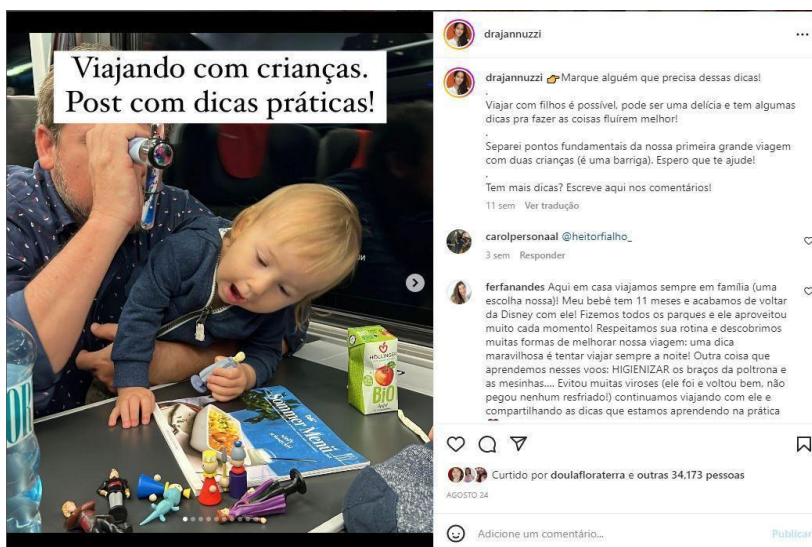 Viajando com crianças.
Post com dicas práticas!
Sommer Menü
HOLLINGER
BiO
drajannuzzi
drajannuzzi 👉Marque alguém que precisa dessas dicas!
.
Viajar com filhos é possível, pode ser uma delícia e tem algumas
dicas pra fazer as coisas fluírem melhor!
.
Separei pontos fundamentais da nossa primeira grande viagem
com duas crianças (é uma barriga). Espero que te ajude!
.
Tem mais dicas? Escreve aqui nos comentários!
11 sem Ver tradução
carolpersonaal @heitorfialho_
3 sem Responder
ferfanandes Aqui em casa viajamos sempre em família (uma
escolha nossa)! Meu bebê tem 11 meses e acabamos de voltar
da Disney com ele! Fizemos todos os parques e ele aproveitou
muito cada momento! Respeitamos sua rotina e descobrimos
muitas formas de melhorar nossa viagem: uma dica
maravilhosa é tentar viajar sempre a noite! Outra coisa que
aprendemos nesses voos: HIGIENIZAR os braços da poltrona e
as mesinhas.... Evitou muitas viroses (ele foi e voltou bem, não
pegou nenhum resfriado!) continuamos viajando com ele e
compartilhando as dicas que estamos aprendendo na prática
Curtido por doulafloraterra e outras 34,173 pessoas
AGOSTO 24
Adicione um comentário...
Publicar